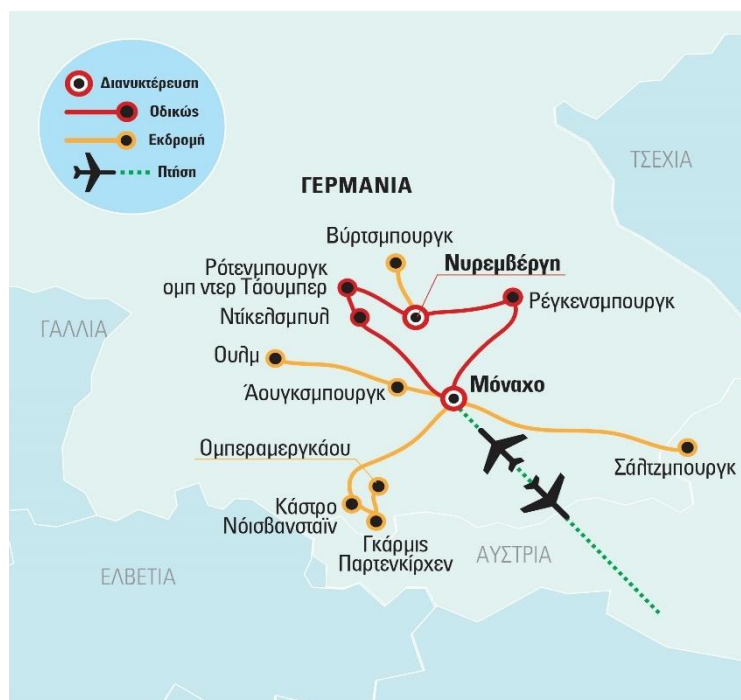 Διανυκτέρευση
Οδικώς
Εκδρομή
Πτήση
ΤΣΕΧΙΑ
ΓΕΡΜΑΝΙΑ
Βύρτσμπουργκ
Νυρεμβέργη
Ρότενμπουργκ
ομπ ντερ Τάουμπερ
Ρέγκενσμπουργκ
Ντίκελσμπυλ
ΓΑΛΛΙΑ
Ουλμ
Μόναχο
Άουγκσμπουργκ
Ομπεραμεργκάου
Σάλτζμπουργκ
Κάστρο
Νόισβανσταϊν
Γκάρμις
Παρτενκίρχεν
ΑΥΣΤΡΙΑ
ΕΛΒΕΤΙΑ